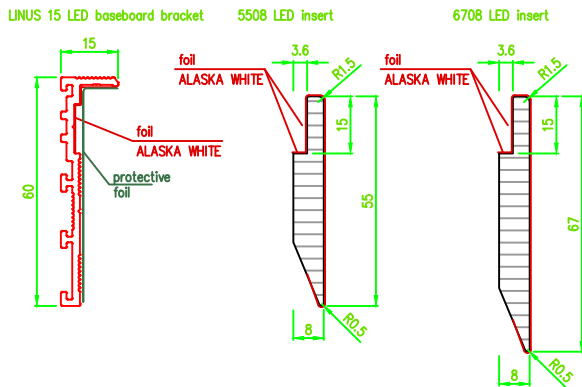 LINUS 15 LED baseboard bracket
15
60
foil
ALASKA WHITE
protective
foil
5508 LED insert
3.6
R1.5
foil
ALASKA WHITE
15
55
8
R0.5
6708 LED insert
3.6
R1.5
foil
ALASKA WHITE
15
67
8
R0.5